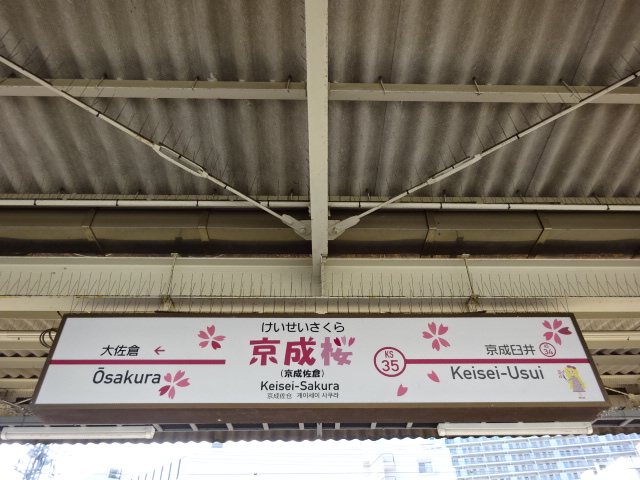 けいせいさくら
大佐倉 ←
Ōsakura
京成桜
(京成佐倉)
Keisei-Sakura
京成佐仓 게이세이 사쿠라
KS
35
京成臼井
KS
34
Keisei-Usui